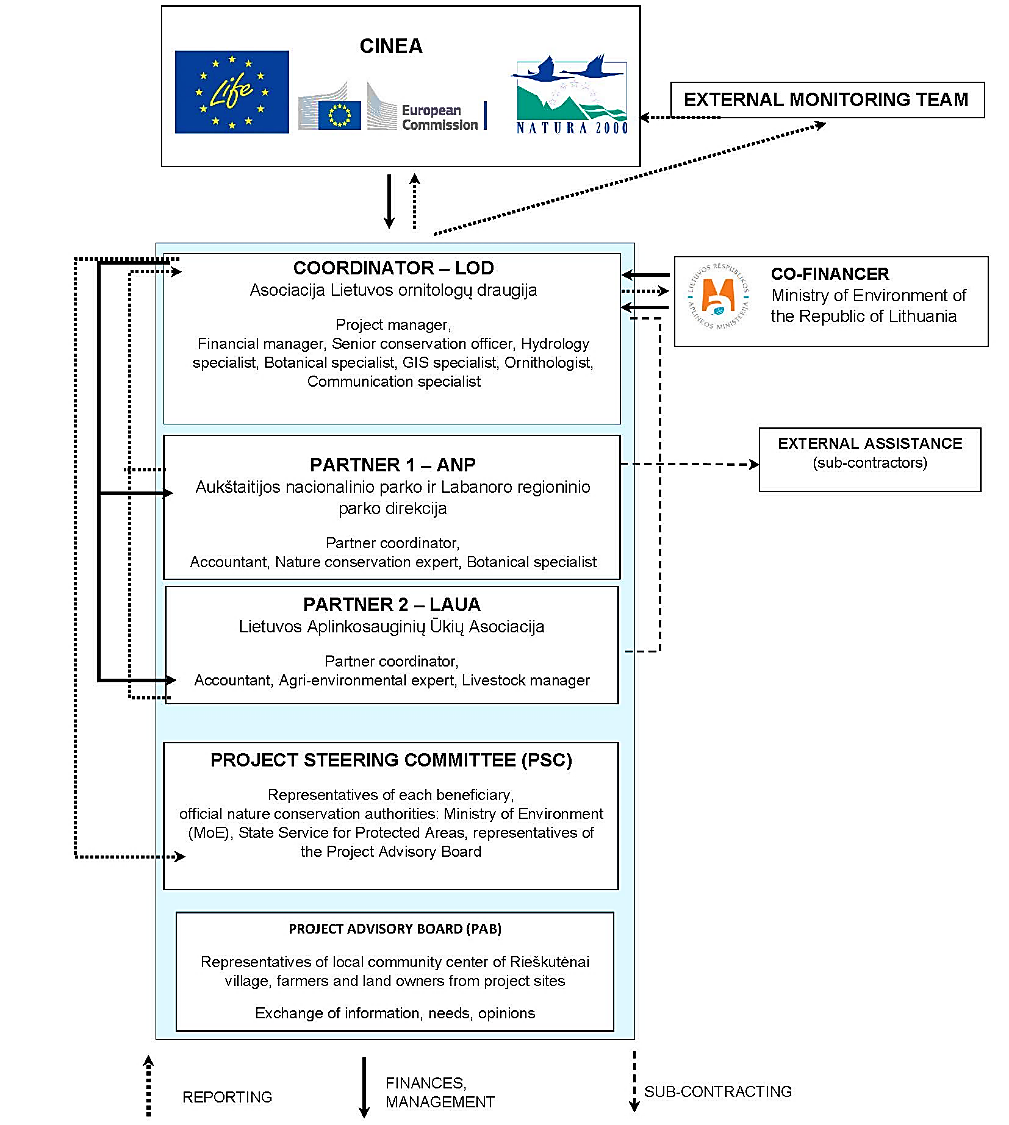 CINEA
Life
European
Commission
NATURA 2000
EXTERNAL MONITORING TEAM
COORDINATOR – LOD
Asociacija Lietuvos ornitologų draugija
Project manager,
Financial manager, Senior conservation officer, Hydrology
specialist, Botanical specialist, GIS specialist, Ornithologist,
Communication specialist
LIETUVOS RESPUBLIKOS
APLINKOS MINISTERIJA
CO-FINANCER
Ministry of Environment of
the Republic of Lithuania
PARTNER 1 – ANP
Aukštaitijos nacionalinio parko ir Labanoro regioninio
parko direkcija
Partner coordinator,
Accountant, Nature conservation expert, Botanical specialist
EXTERNAL ASSISTANCE
(sub-contractors)
PARTNER 2 – LAUA
Lietuvos Aplinkosauginių Ūkių Asociacija
Partner coordinator,
Accountant, Agri-environmental expert, Livestock manager
PROJECT STEERING COMMITTEE (PSC)
Representatives of each beneficiary,
official nature conservation authorities: Ministry of Environment
(MoE), State Service for Protected Areas, representatives of
the Project Advisory Board
PROJECT ADVISORY BOARD (PAB)
Representatives of local community center of Rieškutėnai
village, farmers and land owners from project sites
Exchange of information, needs, opinions
REPORTING
FINANCES,
MANAGEMENT
SUB-CONTRACTING